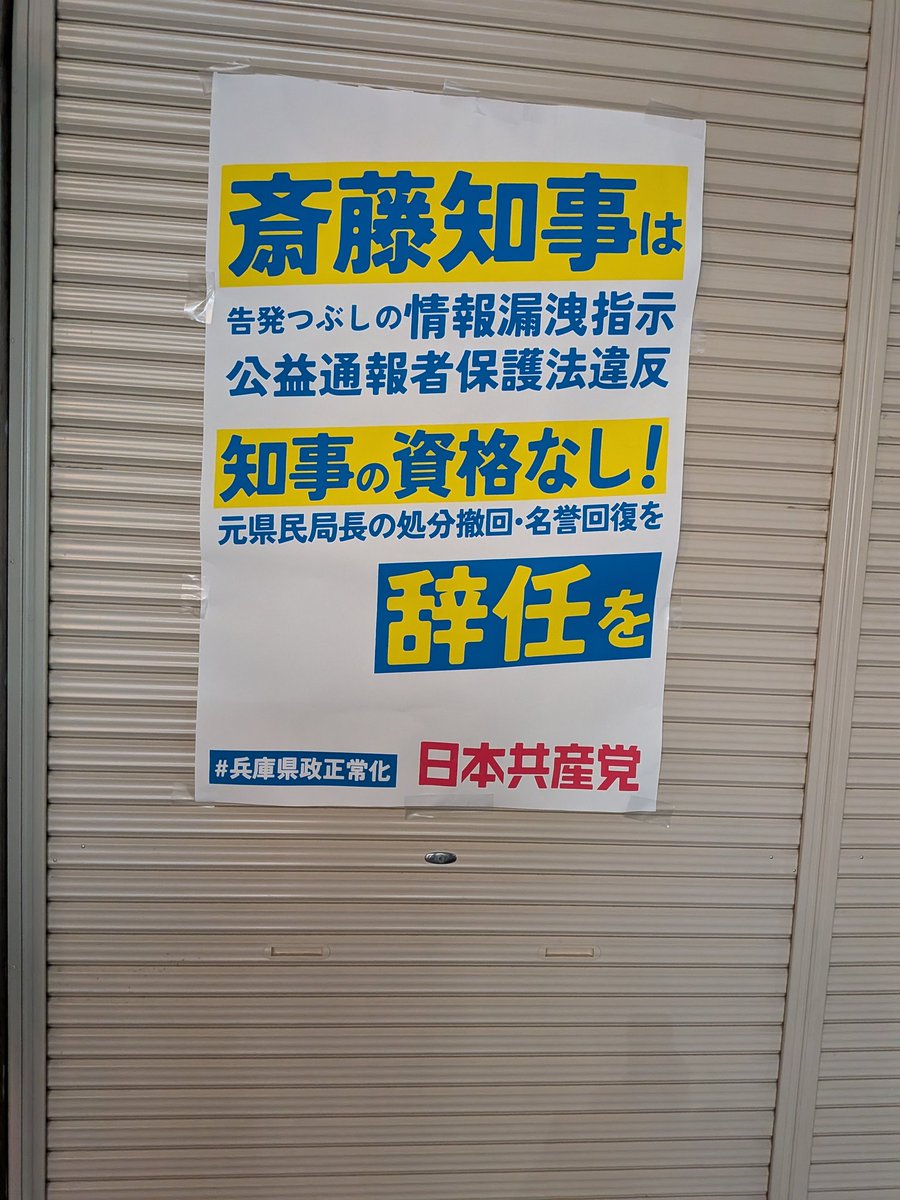 斎藤知事は
告発つぶしの情報漏洩指示
公益通報者保護法違反
知事の資格なし!
元県民局長の処分撤回・名誉回復を
辞任を
#兵庫県政正常化
日本共産党